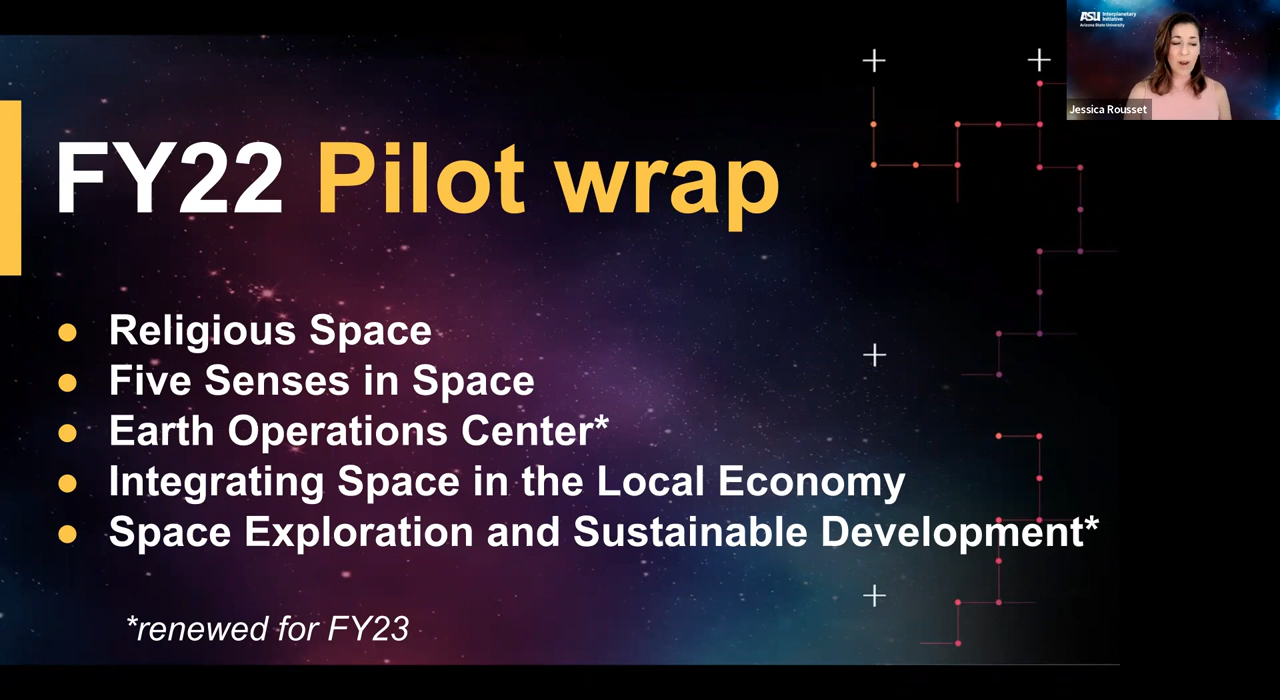 ASU Interplanetary
Initiative
Arizona State University
Jessica Rousset
FY22 Pilot wrap
● Religious Space
● Five Senses in Space
● Earth Operations Center*
● Integrating Space in the Local Economy
● Space Exploration and Sustainable Development*
*renewed for FY23